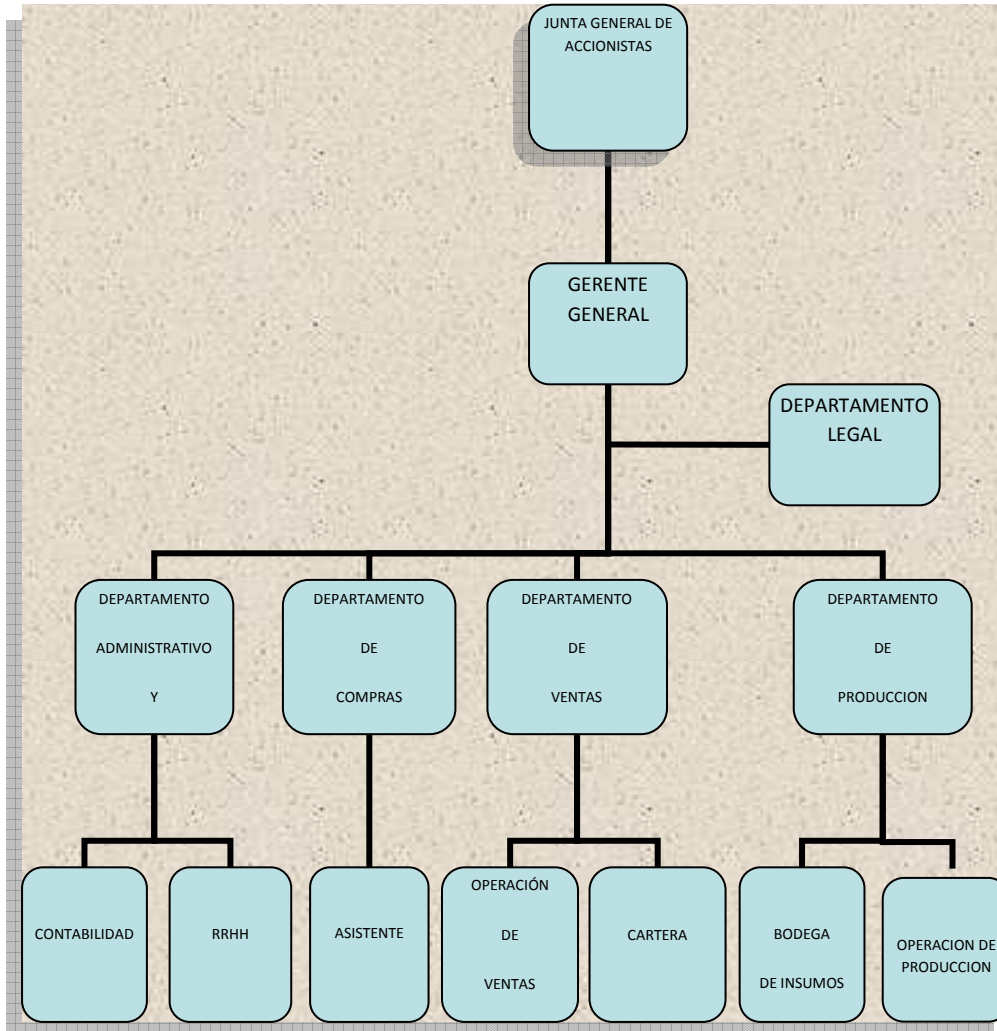 JUNTA GENERAL DE
ACCIONISTAS
GERENTE
GENERAL
DEPARTAMENTO
LEGAL
DEPARTAMENTO
ADMINISTRATIVO
Y
DEPARTAMENTO
DE
COMPRAS
DEPARTAMENTO
DE
VENTAS
DEPARTAMENTO
DE
PRODUCCION
CONTABILIDAD
RRHH
ASISTENTE
OPERACIÓN
DE
VENTAS
CARTERA
BODEGA
DE INSUMOS
OPERACION DE
PRODUCCION